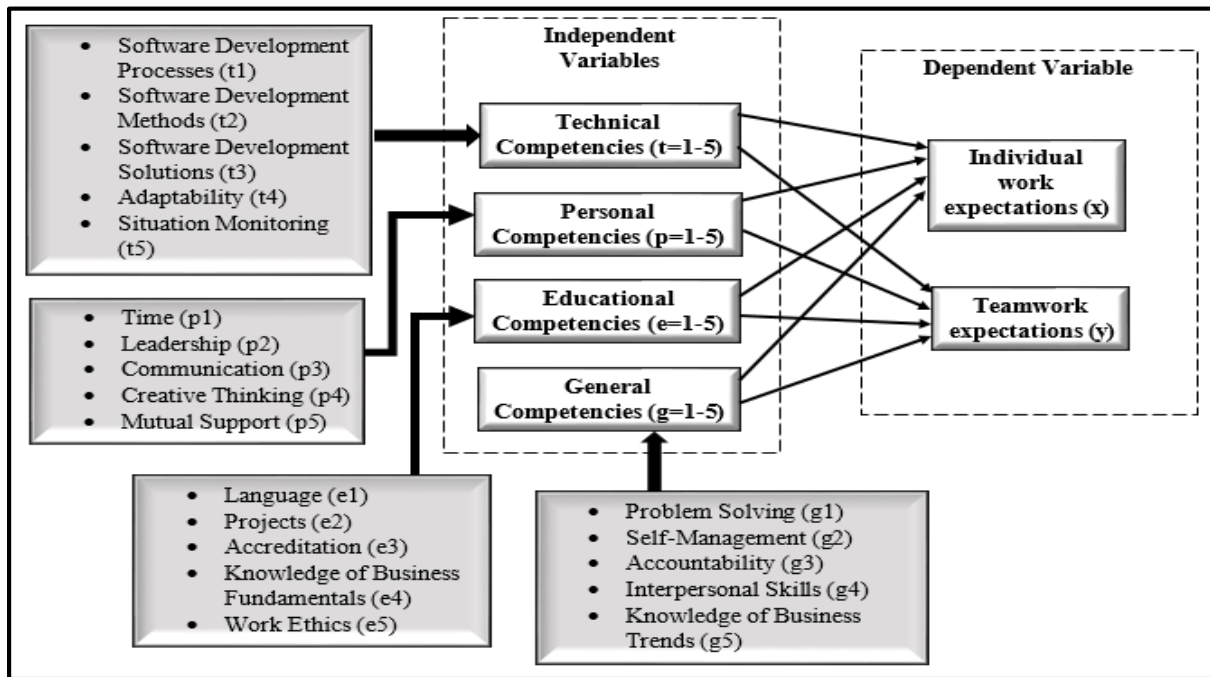 • Software Development
Processes (t1)
• Software Development
Methods (t2)
• Software Development
Solutions (t3)
• Adaptability (t4)
• Situation Monitoring
(t5)
• Time (p1)
• Leadership (p2)
• Communication (p3)
• Creative Thinking (p4)
• Mutual Support (p5)
• Language (e1)
• Projects (e2)
• Accreditation (e3)
• Knowledge of Business
Fundamentals (e4)
• Work Ethics (e5)
Independent
Variables
Technical
Competencies (t=1-5)
Personal
Competencies (p=1-5)
Educational
Competencies (e=1-5)
General
Competencies (g=1-5)
• Problem Solving (g1)
• Self-Management (g2)
• Accountability (g3)
• Interpersonal Skills (g4)
• Knowledge of Business
Trends (g5)
Dependent Variable
Individual
work
expectations (x)
Teamwork
expectations (y)